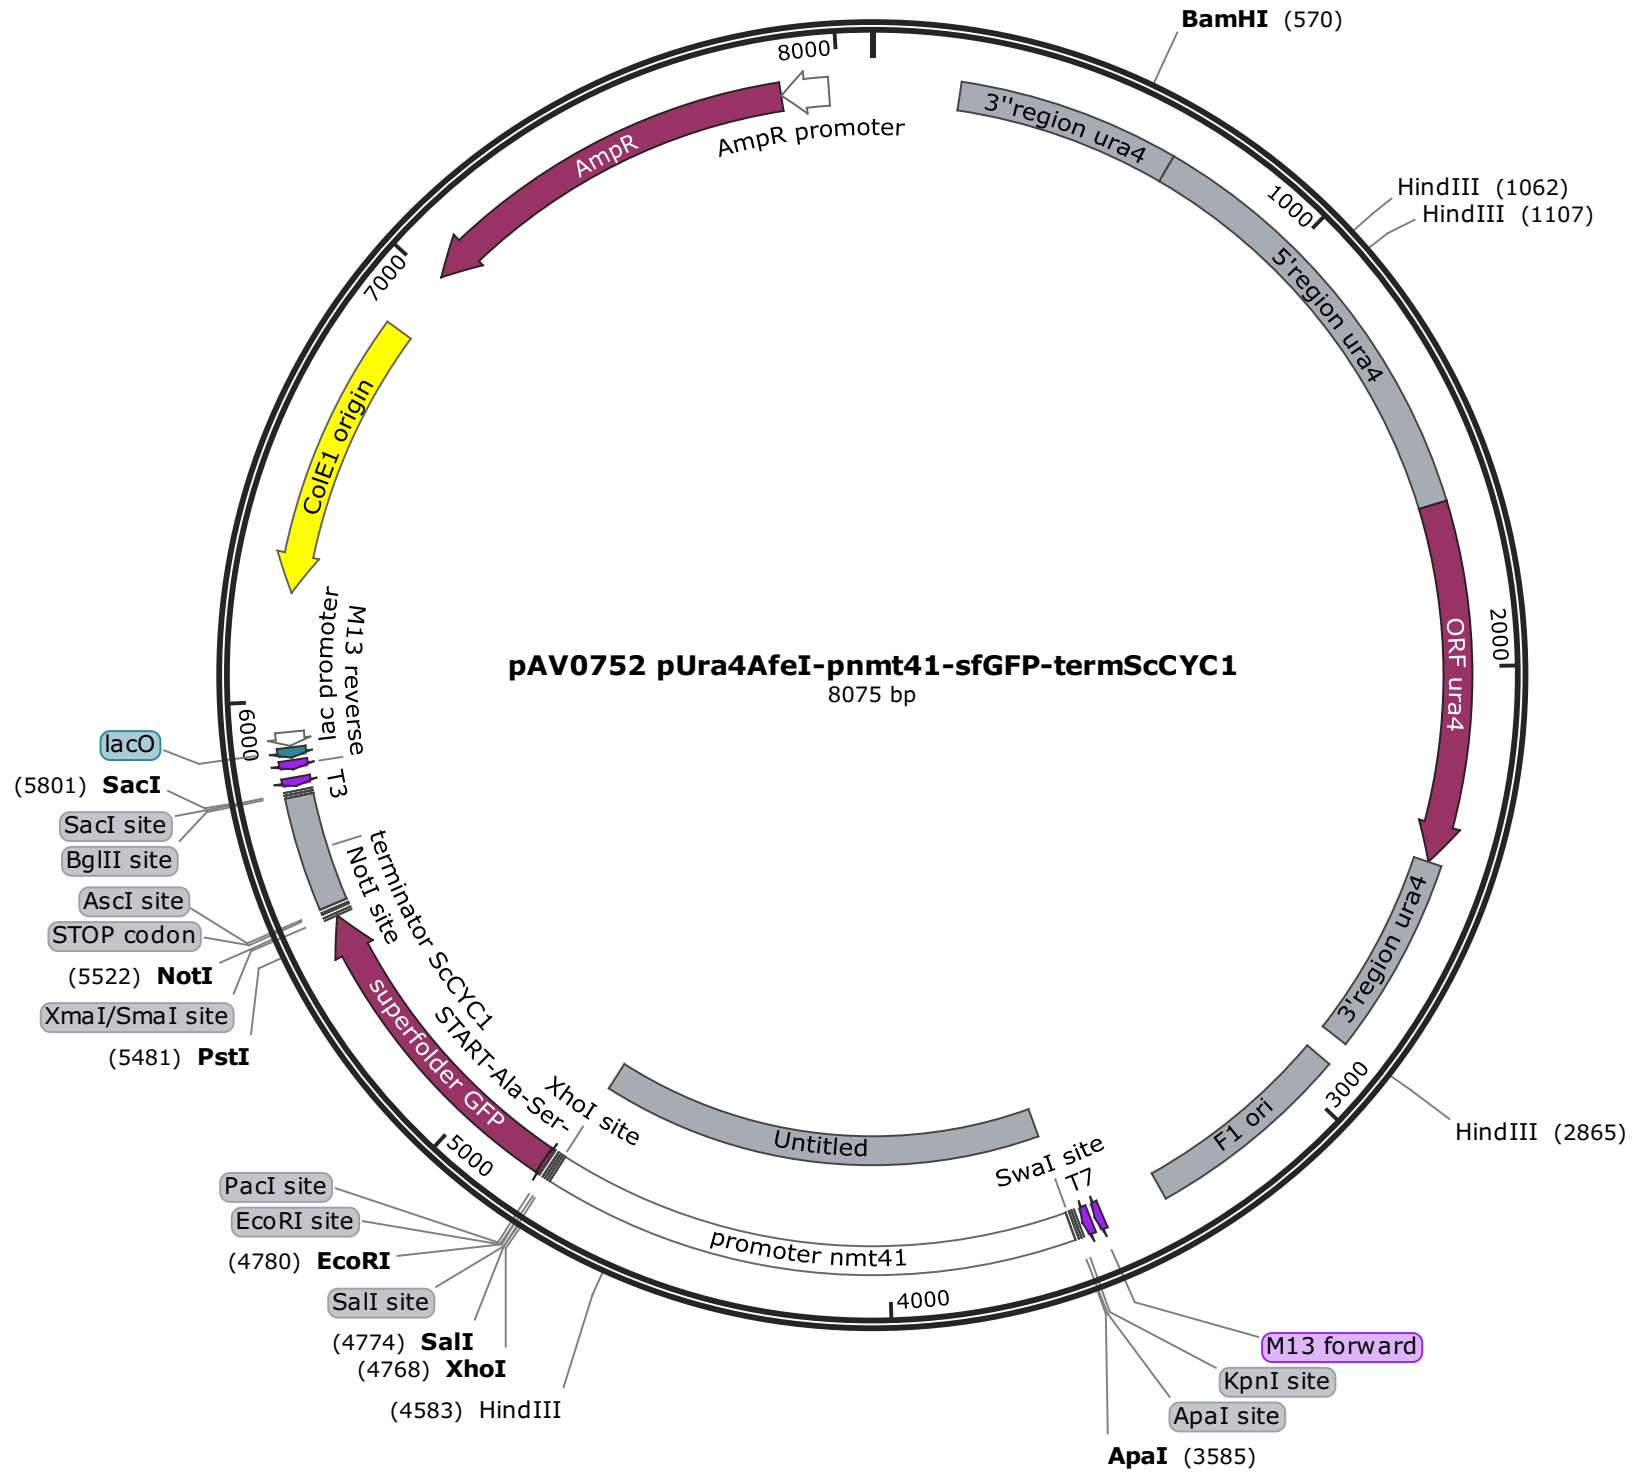 BamHI (570)
8000
3''region ura4
AmpR promoter
AmpR
HindIII (1062)
1000
HindIII (1107)
7000
5'region ura4
ColE1 origin
lac promoter
M13 reverse
2000
ORF ura4
pAV0752 pUra4AfeI-pnmt41-sfGFP-termScCYC1
8075 bp
6000
lacO
(5801) SacI
T3
SacI site
BglII site
terminator ScCYC1
NotI site
AscI site
STOP codon
(5522) NotI
XmaI/SmaI site
(5481) PstI
superfolder GFP
START-Ala-Ser-
XhoI site
3'region ura4
3000
F1 ori
HindIII (2865)
Untitled
5000
SwaI site
T7
PacI site
EcoRI site
(4780) EcoRI
promoter nmt41
SalI site
4000
(4774) SalI
M13 forward
(4768) XhoI
KpnI site
(4583) HindIII
ApaI site
ApaI (3585)